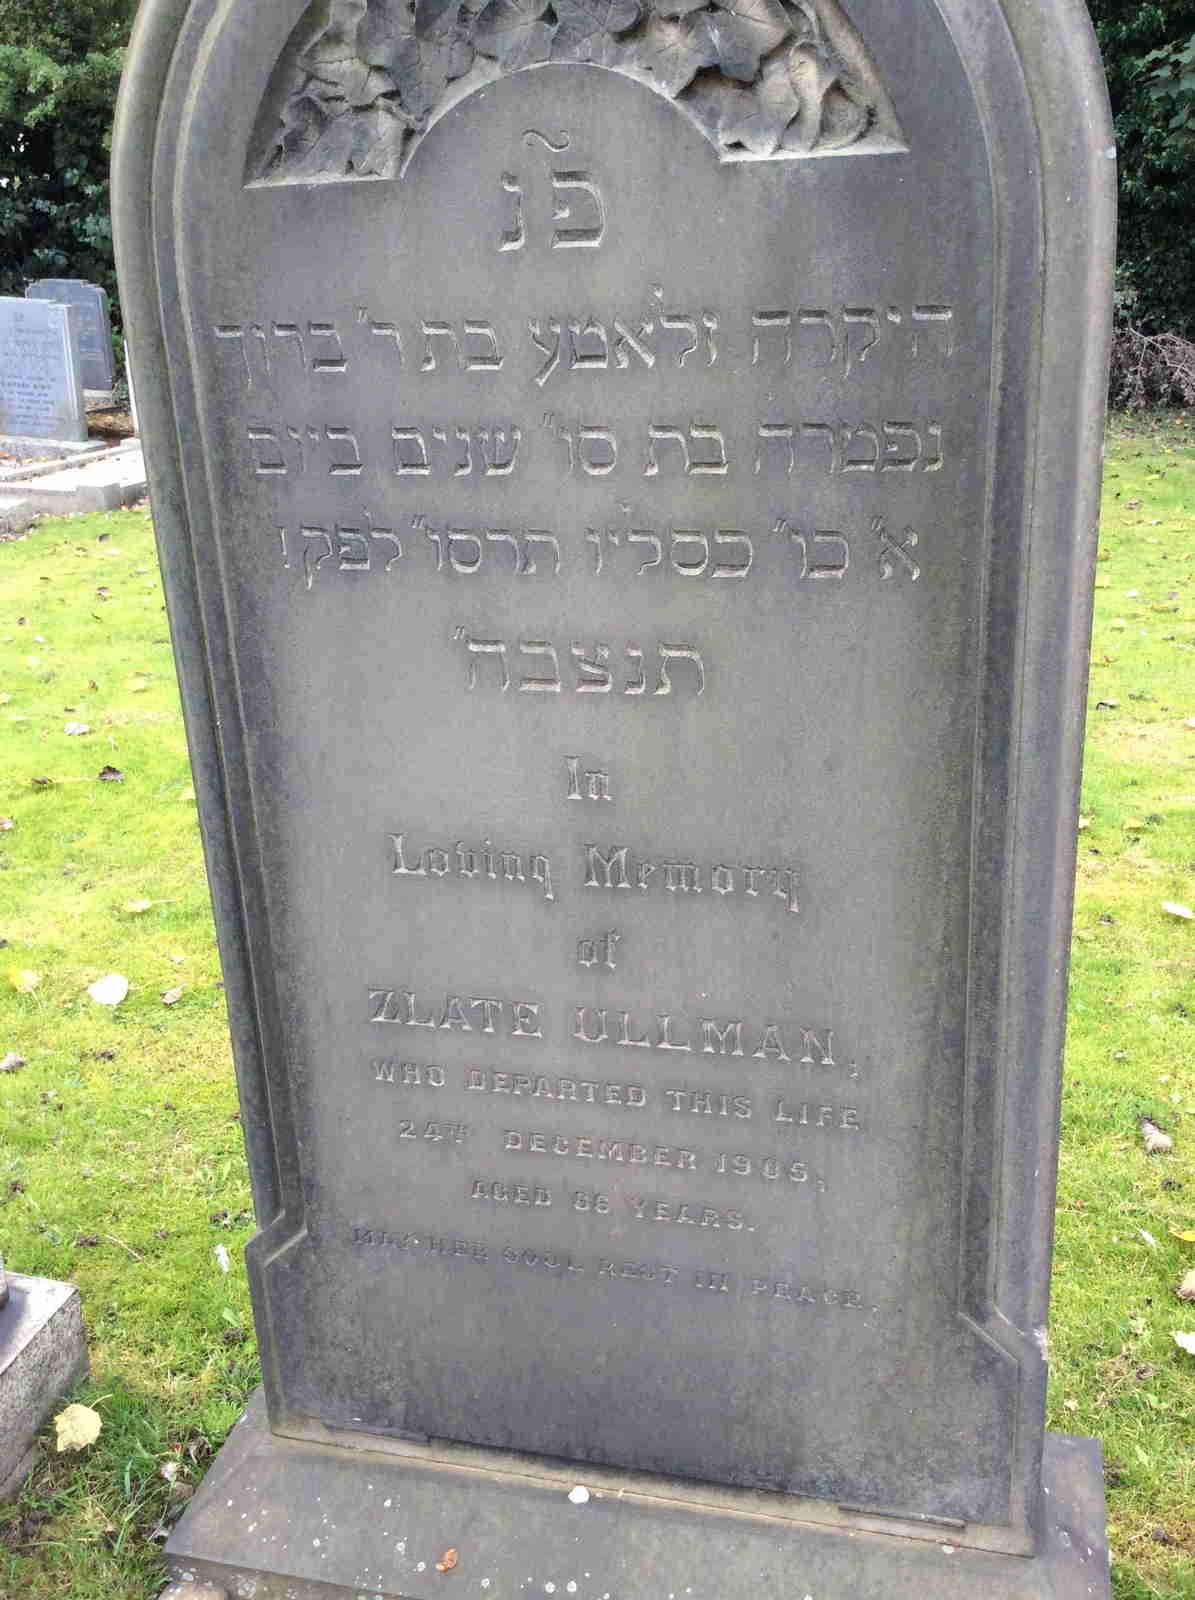 פ֘נ
היקרה זלאטע בת ר' ברוך
נפטרה בת סו" שנים ביום
א" כו" כסליו תרסו" לפק!
תנצבה"
In
Loving Memory
of
ZLATE ULLMAN,
WHO DEPARTED THIS LIFE
24TH DECEMBER 1905,
AGED 66 YEARS.
MAY HER SOUL REST IN PEACE.